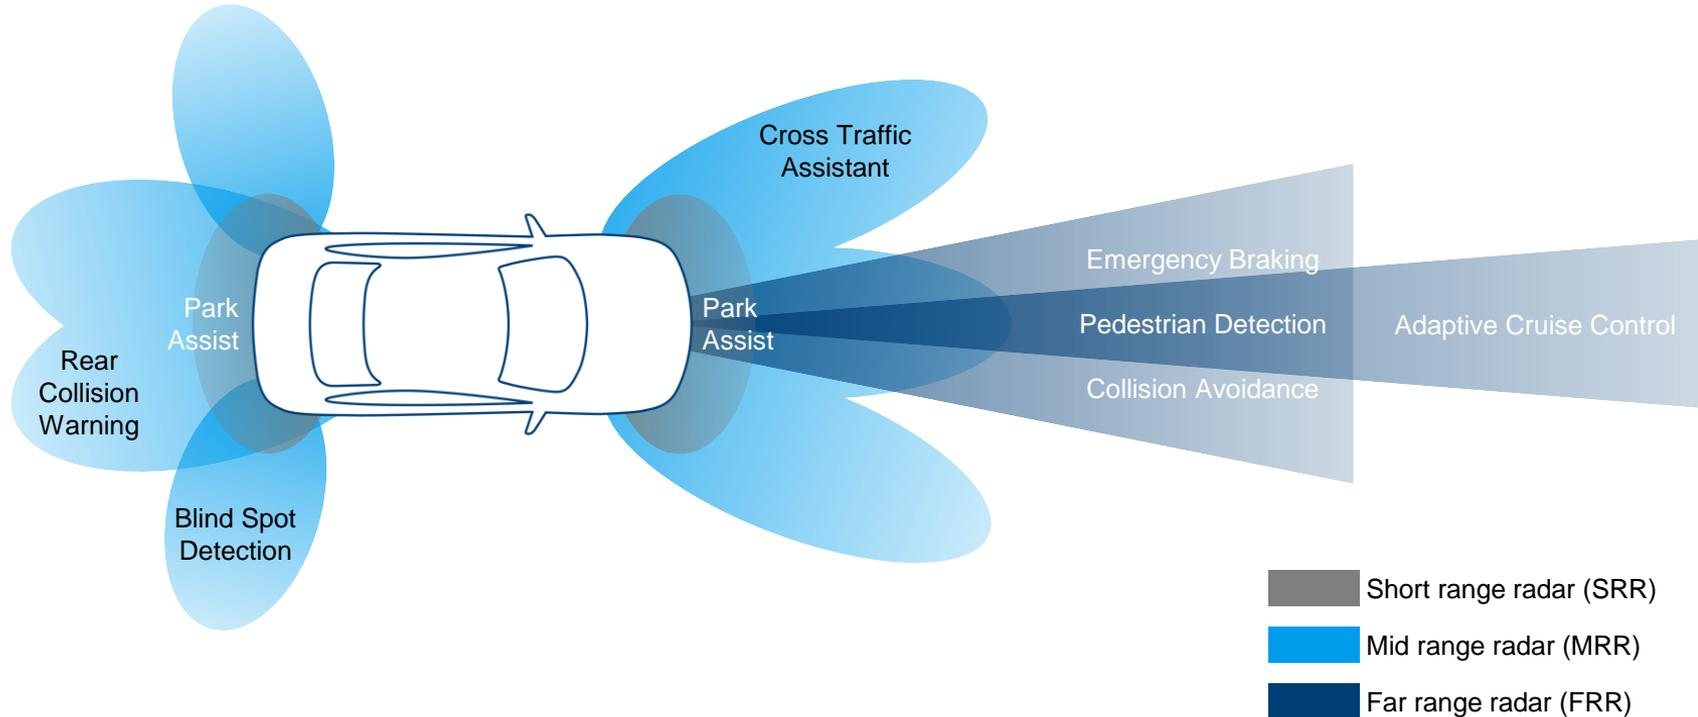 Cross Traffic
Assistant
Emergency Braking
Park
Assist
Park
Assist
Pedestrian Detection
Adaptive Cruise Control
Rear
Collision
Warning
Collision Avoidance
Blind Spot
Detection
Short range radar (SRR)
Mid range radar (MRR)
Far range radar (FRR)